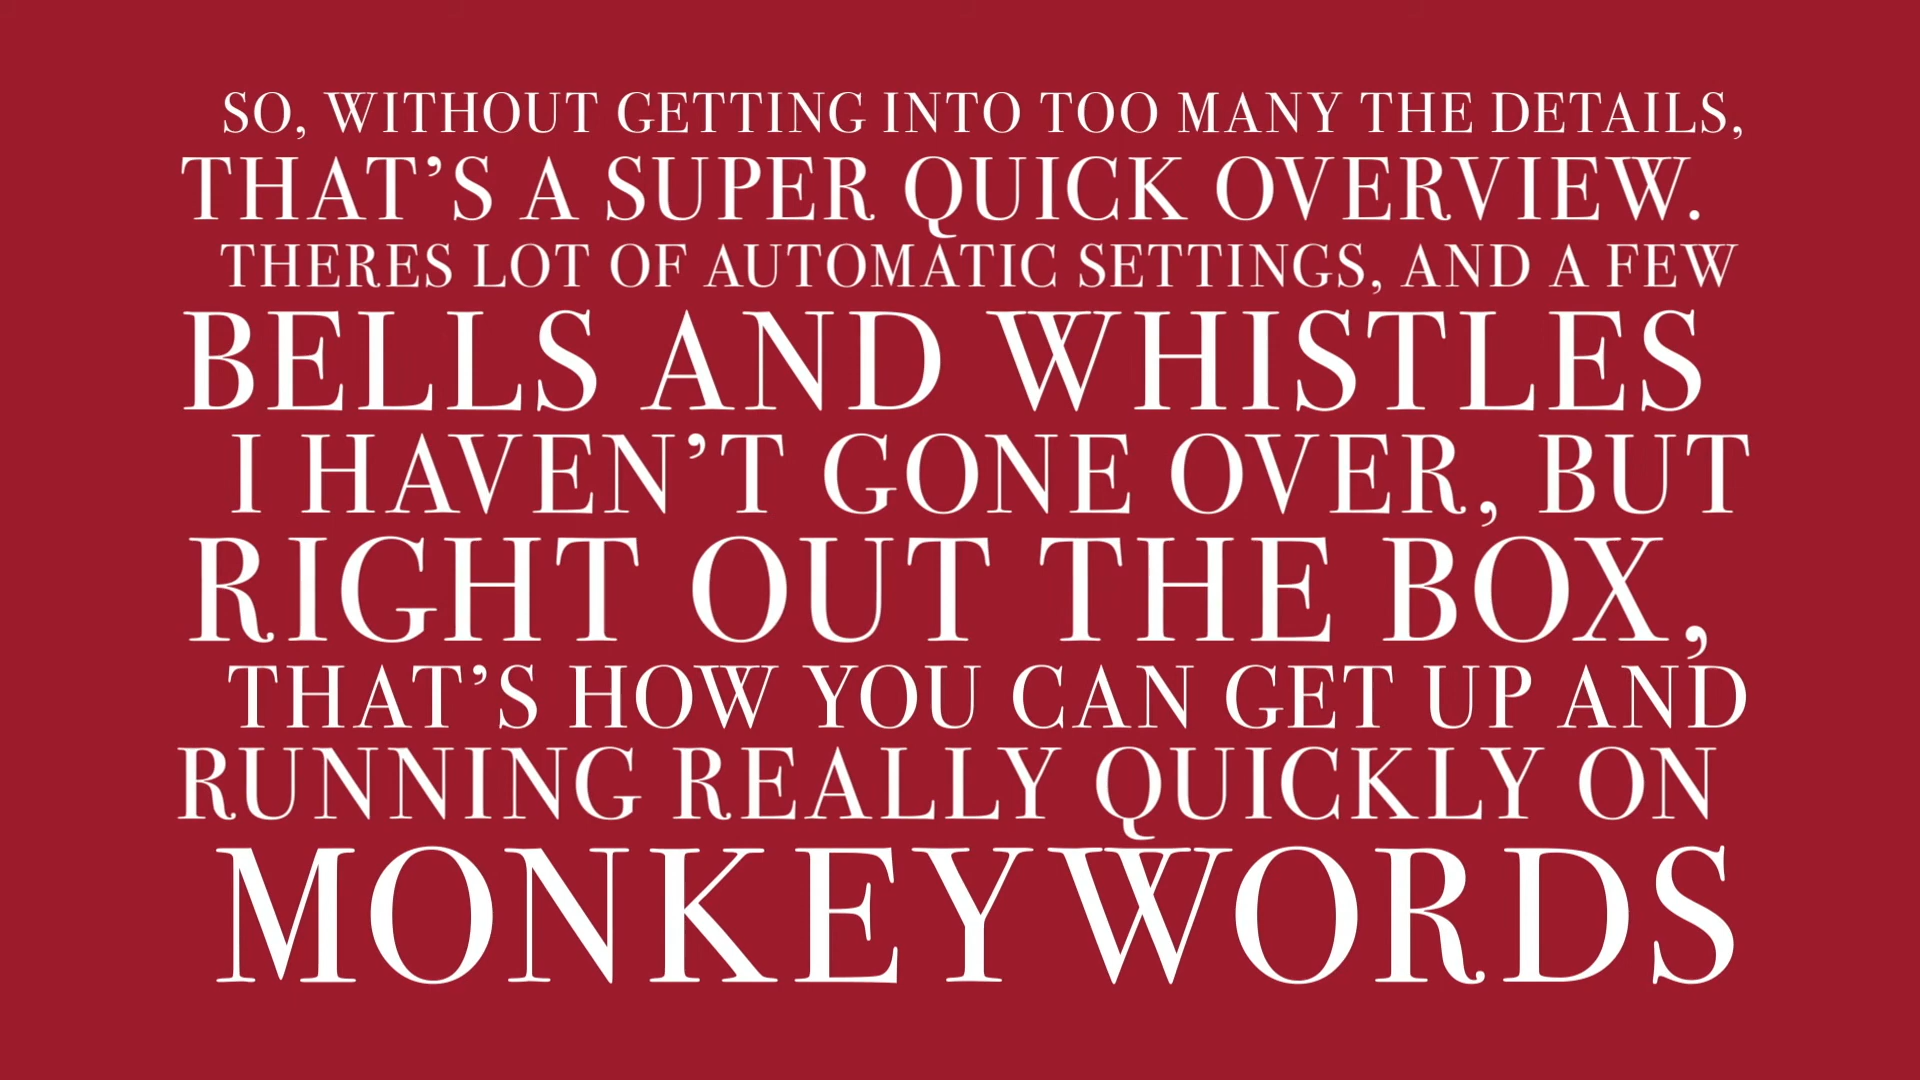 SO, WITHOUT GETTING INTO TOO MANY THE DETAILS,
THAT’S A SUPER QUICK OVERVIEW.
THERES LOT OF AUTOMATIC SETTINGS, AND A FEW
BELLS AND WHISTLES
I HAVEN’T GONE OVER, BUT
RIGHT OUT THE BOX,
THAT’S HOW YOU CAN GET UP AND
RUNNING REALLY QUICKLY ON
MONKEYWORDS